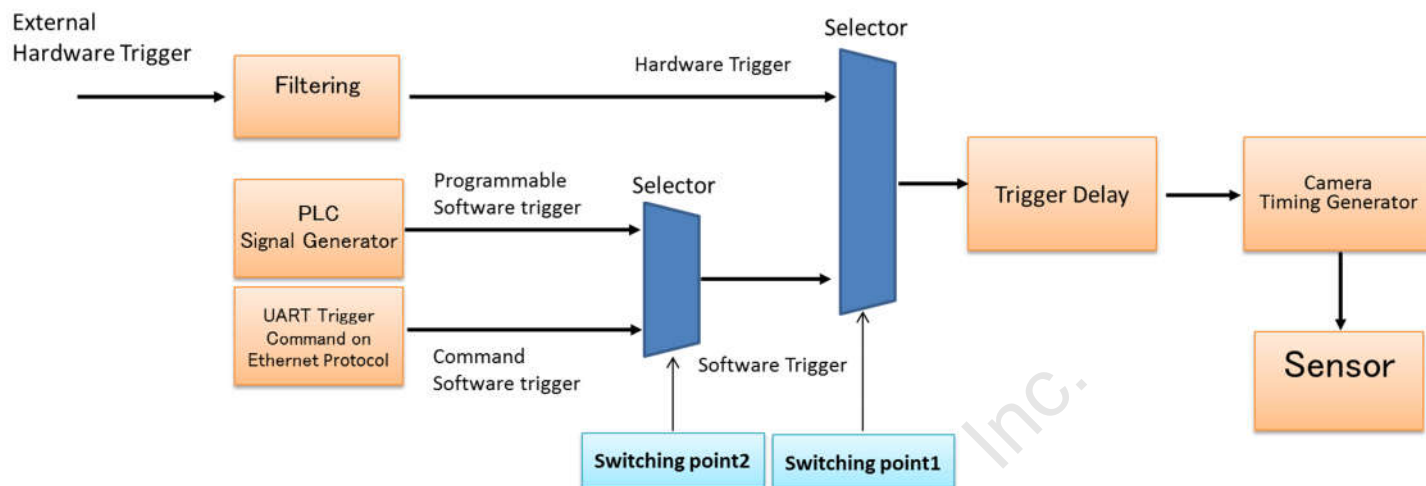 External
Hardware Trigger
Filtering
Hardware Trigger
Selector
PLC
Signal Generator
Programmable
Software trigger
Selector
UART Trigger
Command on
Ethernet Protocol
Command
Software trigger
Software Trigger
Trigger Delay
Camera
Timing Generator
Sensor
Switching point2
Switching point1
Inc.